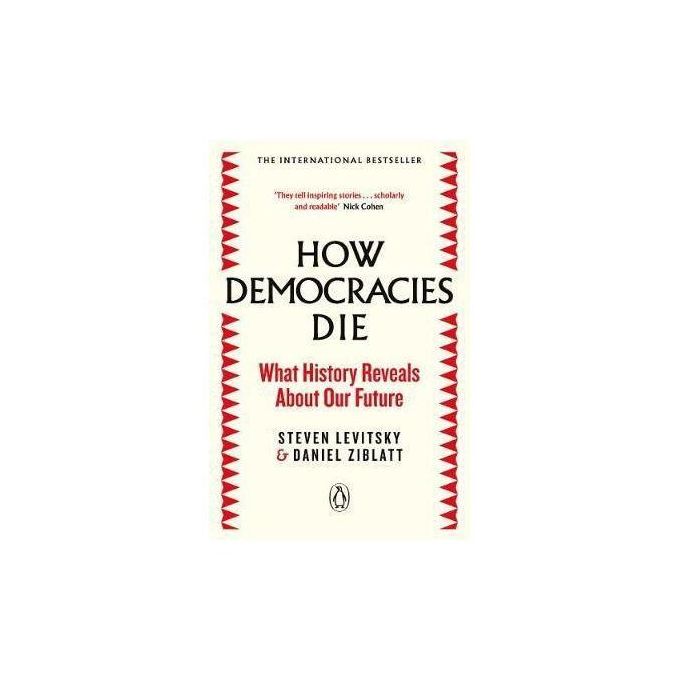 THE INTERNATIONAL BESTSELLER
'They tell inspiring stories . . . scholarly
and readable' Nick Cohen
HOW
DEMOCRACIES
DIE
What History Reveals
About Our Future
STEVEN LEVITSKY
& DANIEL ZIBLATT